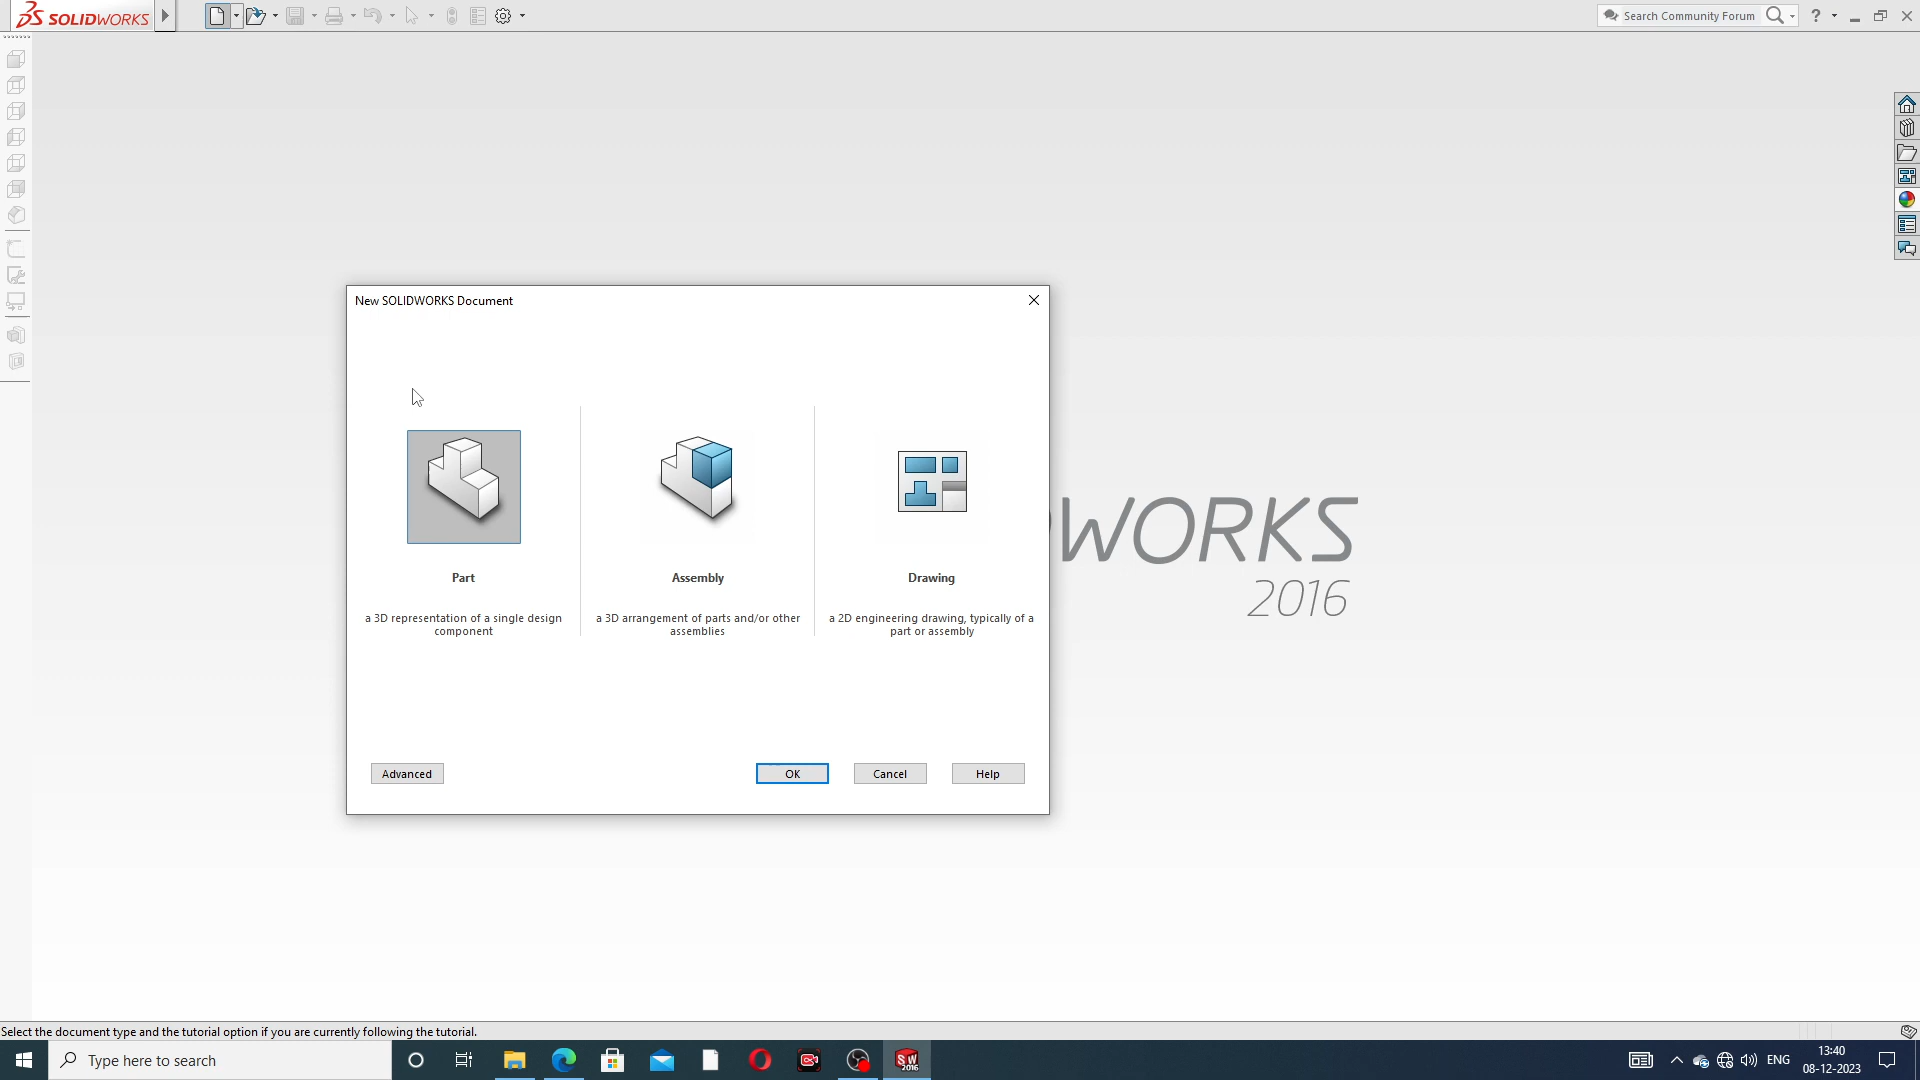 SOLIDWORKS
Search Community Forum
?
New SOLIDWORKS Document
Part
Assembly
Drawing
a 3D representation of a single design
component
a 3D arrangement of parts and/or other
assemblies
a 2D engineering drawing, typically of a
part or assembly
WORKS
2016
Advanced
OK
Cancel
Help
Select the document type and the tutorial option if you are currently following the tutorial.
Type here to search
SW
2016
ENG
13:40
08-12-2023